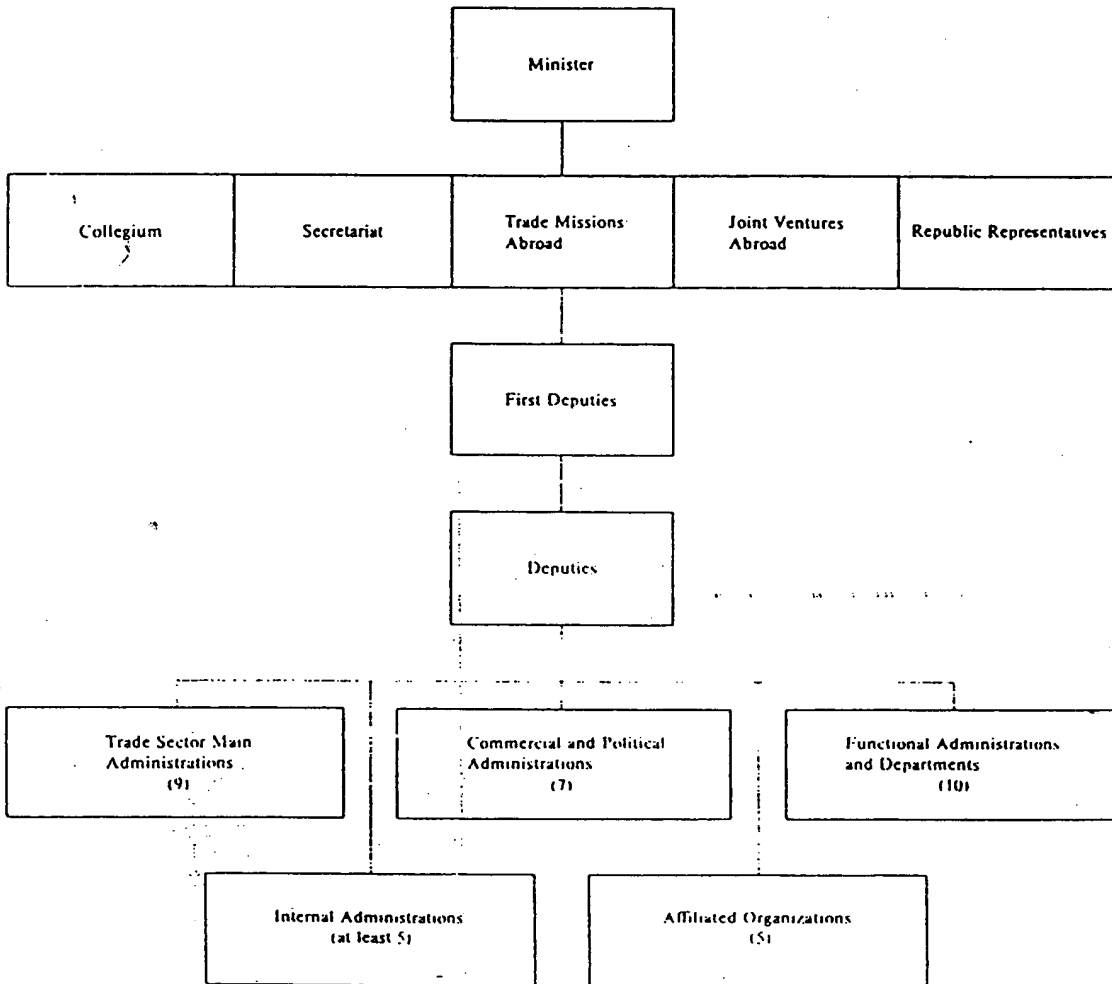 Minister
Collegium
Secretariat
Trade Missions
Abroad
Joint Ventures
Abroad
Republic Representatives
First Deputies
Deputies
Trade Sector Main
Administrations
(9)
Commercial and Political
Administrations
(7)
Functional Administrations
and Departments
(10)
Internal Administrations
(at least 5)
Affiliated Organizations
(5)